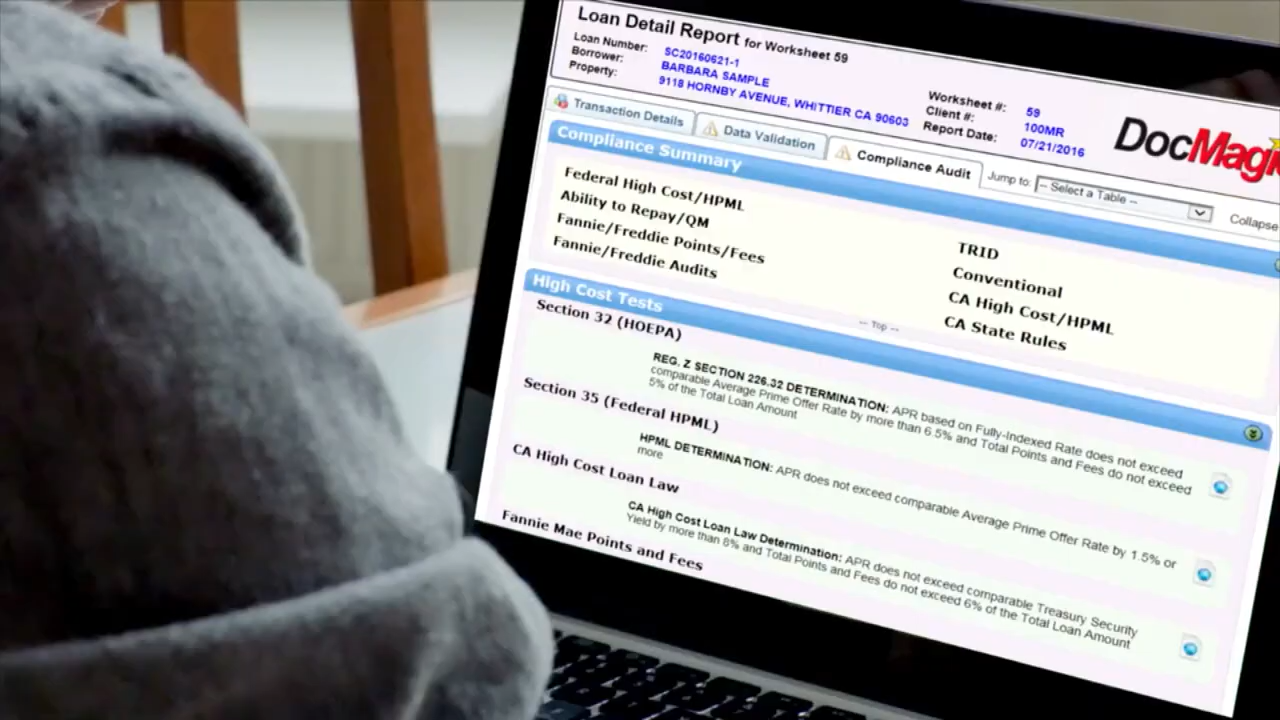 Loan Detail Report for Worksheet 59
Loan Number: SC20160621-1
Borrower: BARBARA SAMPLE
Property: 9118 HORNBY AVENUE, WHITTIER CA 90603
Worksheet #: 59
Client #: 100MR
Report Date: 07/21/2016
DocMagi
Transaction Details
Data Validation
Compliance Audit
Jump to: -- Select a Table --
Collapse
Compliance Summary
Federal High Cost/HPML
Ability to Repay/QM
Fannie/Freddie Points/Fees
Fannie/Freddie Audits
TRID
Conventional
CA High Cost/HPML
CA State Rules
-- Top --
High Cost Tests
Section 32 (HOEPA)
REG. Z SECTION 226.32 DETERMINATION: APR based on Fully-Indexed Rate does not exceed
comparable Average Prime Offer Rate by more than 6.5% and Total Points and Fees do not exceed
5% of the Total Loan Amount
Section 35 (Federal HPML)
HPML DETERMINATION: APR does not exceed comparable Average Prime Offer Rate by 1.5% or
more
CA High Cost Loan Law
CA High Cost Loan Law Determination: APR does not exceed comparable Treasury Security
Yield by more than 8% and Total Points and Fees do not exceed 6% of the Total Loan Amount
Fannie Mae Points and Fees